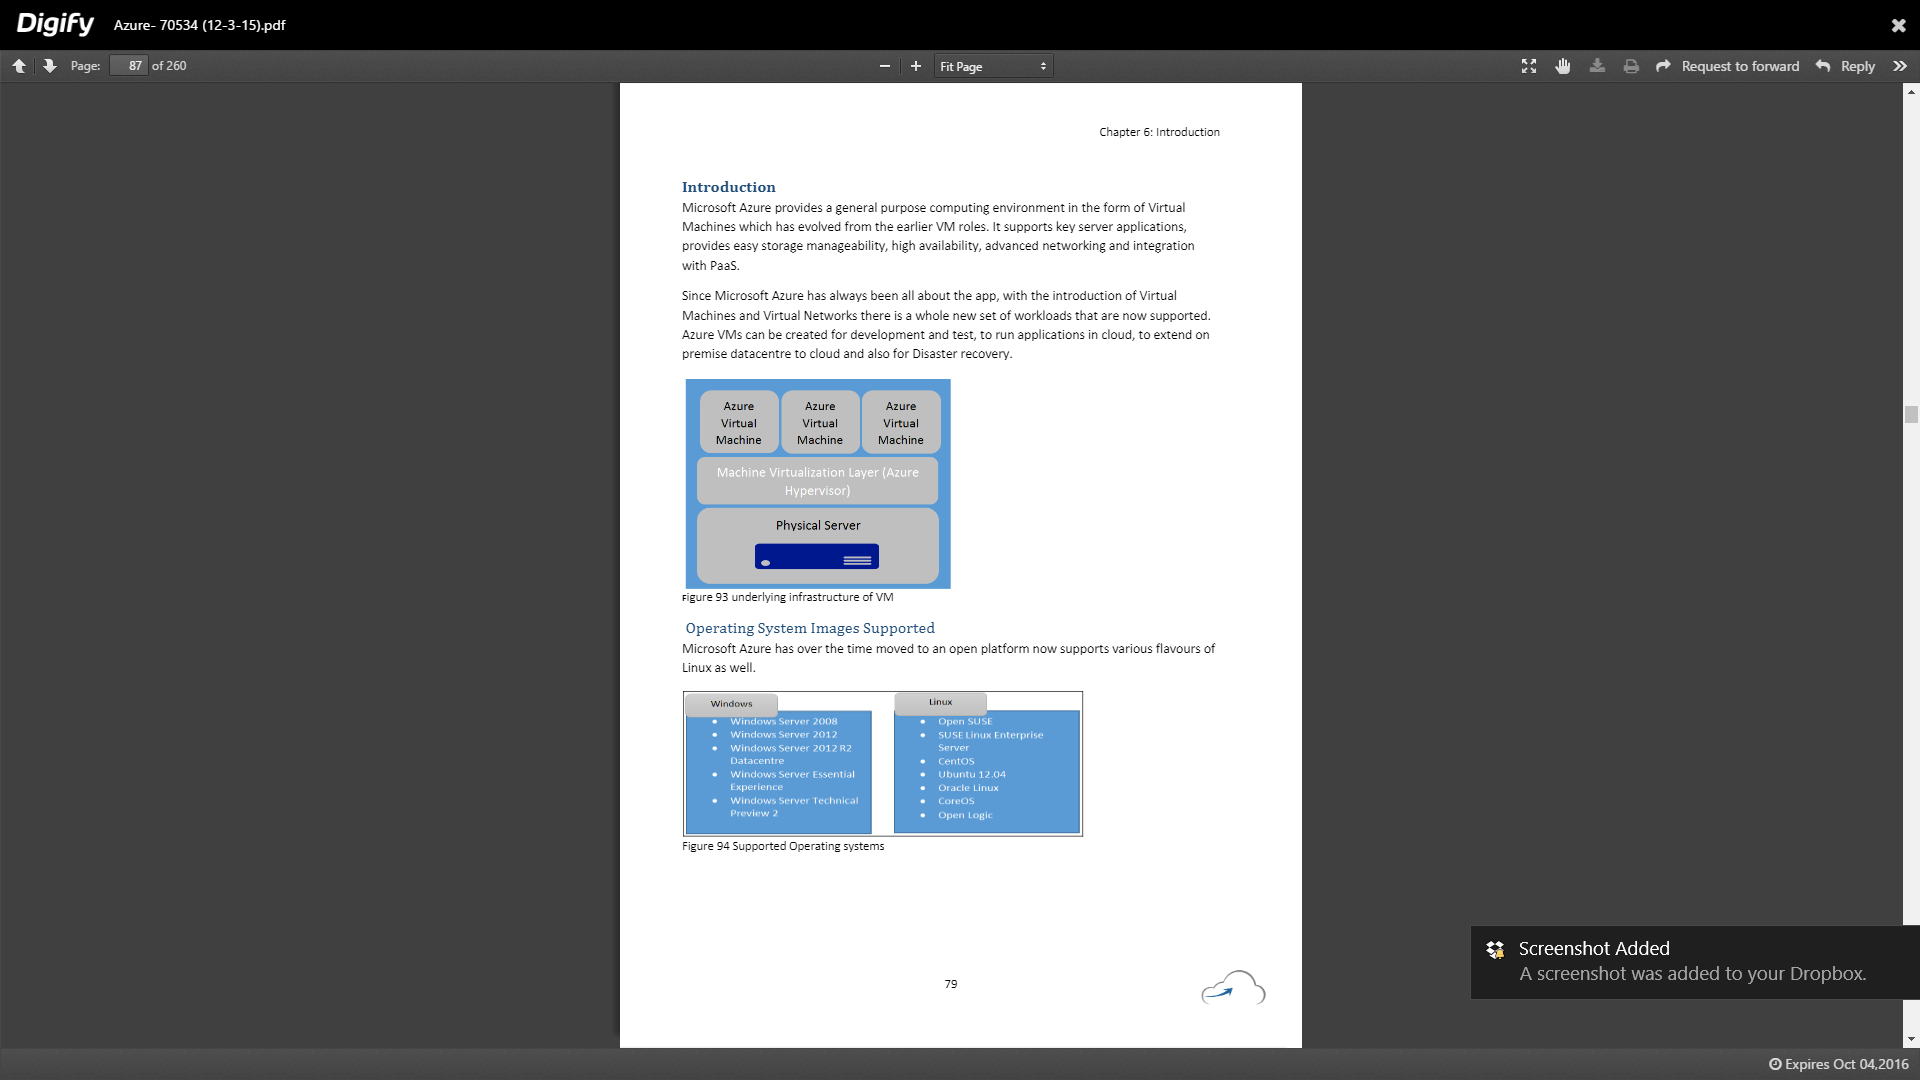 Digify
Azure- 70534 (12-3-15).pdf
Page: 87 of 260
Fit Page
Request to forward
Reply
Chapter 6: Introduction
Introduction
Microsoft Azure provides a general purpose computing environment in the form of Virtual
Machines which has evolved from the earlier VM roles. It supports key server applications,
provides easy storage manageability, high availability, advanced networking and integration
with PaaS.
Since Microsoft Azure has always been all about the app, with the introduction of Virtual
Machines and Virtual Networks there is a whole new set of workloads that are now supported.
Azure VMs can be created for development and test, to run applications in cloud, to extend on
premise datacentre to cloud and also for Disaster recovery.
Azure
Virtual
Machine
Azure
Virtual
Machine
Azure
Virtual
Machine
Machine Virtualization Layer (Azure
Hypervisor)
Physical Server
Figure 93 underlying infrastructure of VM
Operating System Images Supported
Microsoft Azure has over the time moved to an open platform now supports various flavours of
Linux as well.
Windows
• Windows Server 2008
• Windows Server 2012
• Windows Server 2012 R2
Datacentre
• Windows Server Essential
Experience
• Windows Server Technical
Preview 2
Linux
• Open SUSE
• SUSE Linux Enterprise
Server
• CentOS
• Ubuntu 12.04
• Oracle Linux
• CoreOS
• Open Logic
Figure 94 Supported Operating systems
79
Screenshot Added
A screenshot was added to your Dropbox.
Expires Oct 04,2016